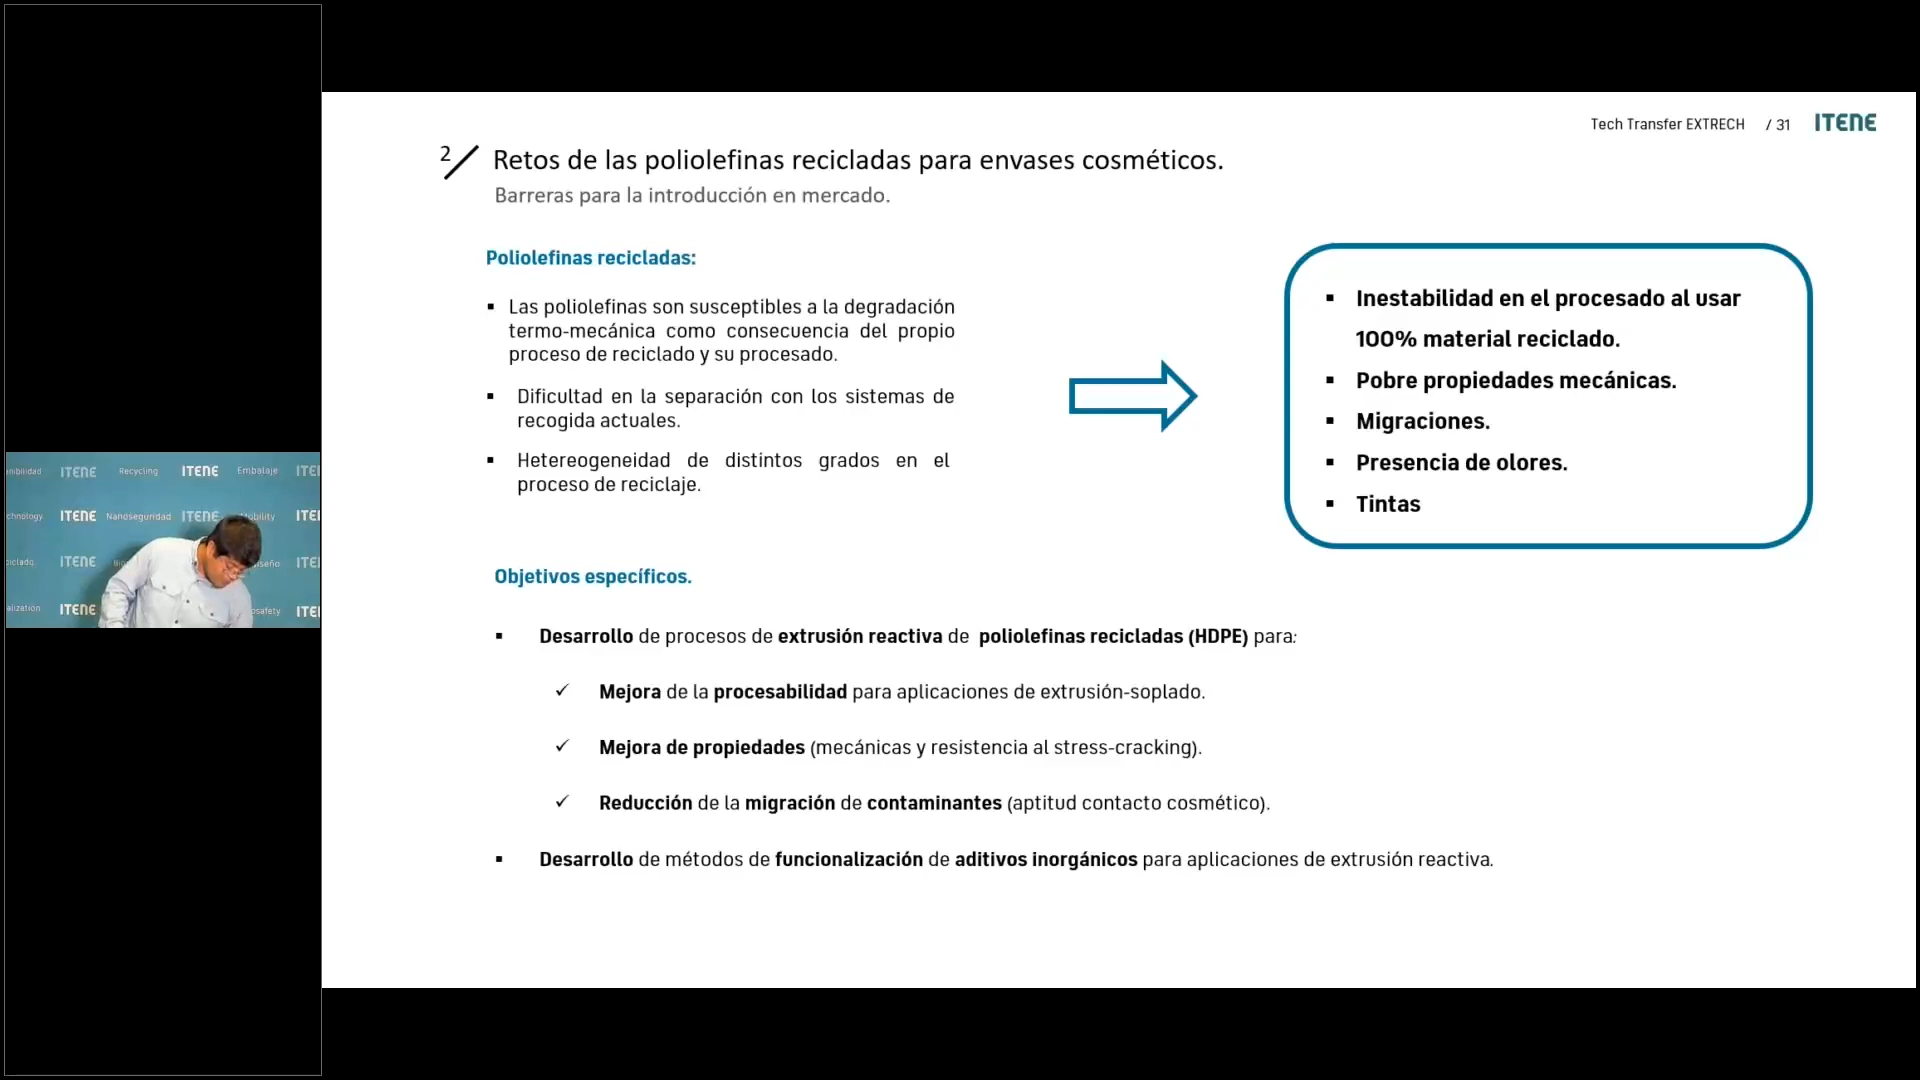 Tech Transfer EXTRECH / 31 ITENE
2
Retos de las poliolefinas recicladas para envases cosméticos.
Barreras para la introducción en mercado.
Poliolefinas recicladas:
▪ Las poliolefinas son susceptibles a la degradación
termo-mecánica como consecuencia del propio
proceso de reciclado y su procesado.
▪ Dificultad en la separación con los sistemas de
recogida actuales.
▪ Hetereogeneidad de distintos grados en el
proceso de reciclaje.
▪ Inestabilidad en el procesado al usar
100% material reciclado.
▪ Pobre propiedades mecánicas.
▪ Migraciones.
▪ Presencia de olores.
▪ Tintas
Objetivos específicos.
▪ Desarrollo de procesos de extrusión reactiva de poliolefinas recicladas (HDPE) para:
✓ Mejora de la procesabilidad para aplicaciones de extrusión-soplado.
✓ Mejora de propiedades (mecánicas y resistencia al stress-cracking).
✓ Reducción de la migración de contaminantes (aptitud contacto cosmético).
▪ Desarrollo de métodos de funcionalización de aditivos inorgánicos para aplicaciones de extrusión reactiva.
ITENE Recycling ITENE Embalaje ITE
ITENE Nanoseguridad ITENE Mobility ITE
ITENE ITE
ITENE ITE